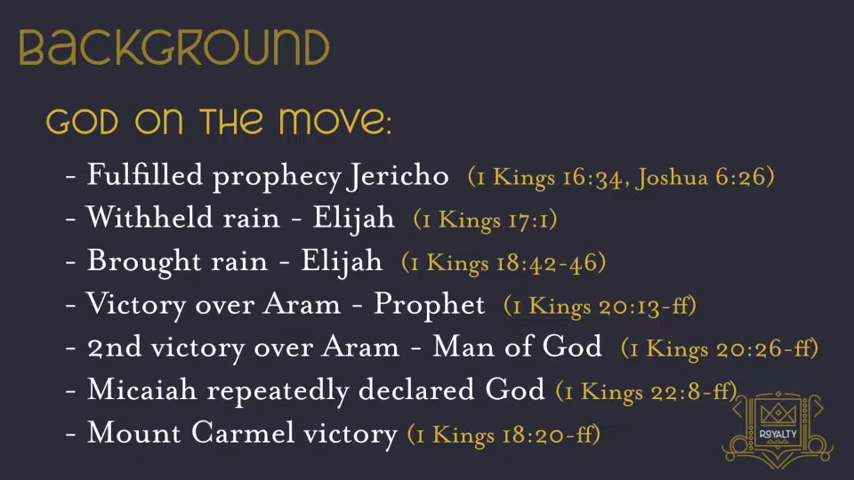 BACKGROUND
GOD ON THE MOVE:
- Fulfilled prophecy Jericho (1 Kings 16:34, Joshua 6:26)
- Withheld rain - Elijah (1 Kings 17:1)
- Brought rain - Elijah (1 Kings 18:42-46)
- Victory over Aram - Prophet (1 Kings 20:13-ff)
- 2nd victory over Aram - Man of God (1 Kings 20:26-ff)
- Micaiah repeatedly declared God (1 Kings 22:8-ff)
- Mount Carmel victory (1 Kings 18:20-ff)
ROYALTY